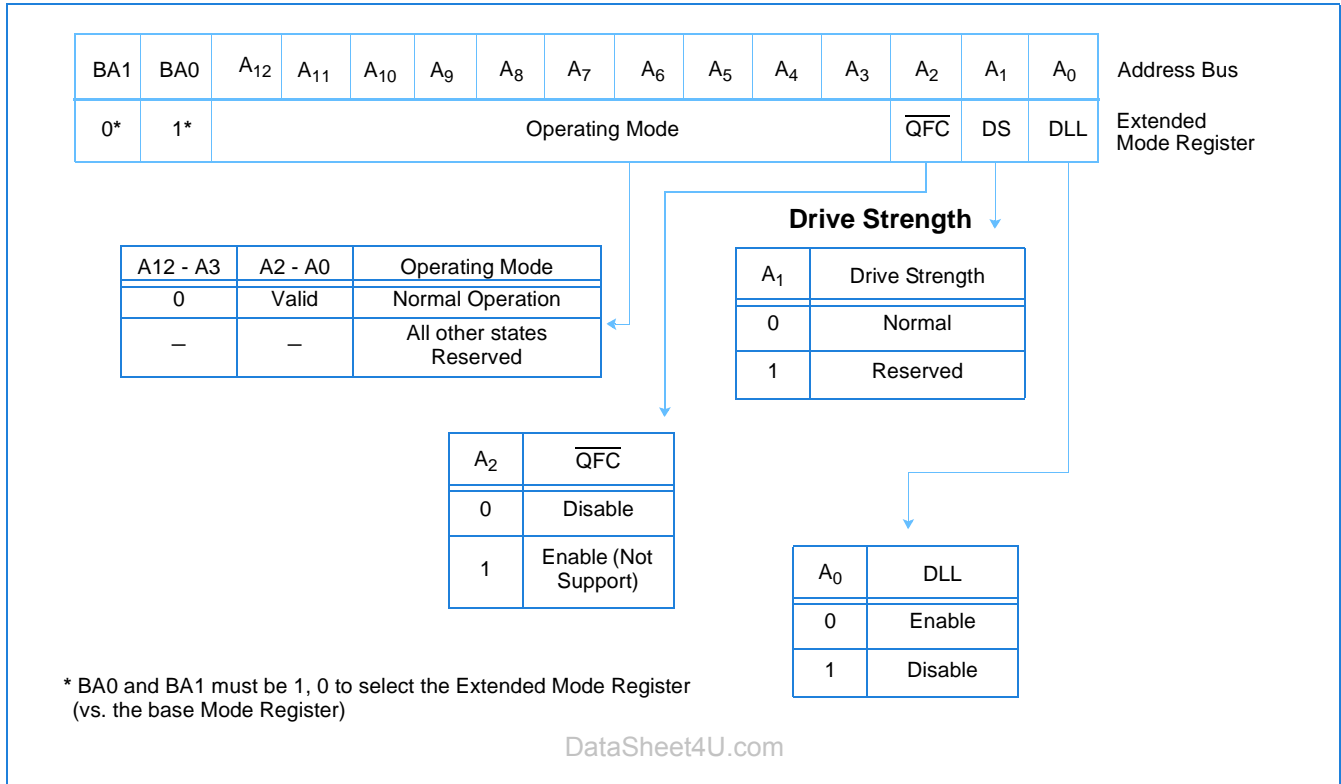 BA1 BA0 A12 A11 A10 A9 A8 A7 A6 A5 A4 A3 A2 A1 A0 Address Bus
0* 1* Operating Mode QFC DS DLL Extended
Mode Register
Drive Strength
A12 - A3 A2 - A0 Operating Mode
0 Valid Normal Operation
– – All other states
Reserved
A1 Drive Strength
0 Normal
1 Reserved
A2 QFC
0 Disable
1 Enable (Not
Support)
A0 DLL
0 Enable
1 Disable
* BA0 and BA1 must be 1, 0 to select the Extended Mode Register
(vs. the base Mode Register)
DataSheet4U.com